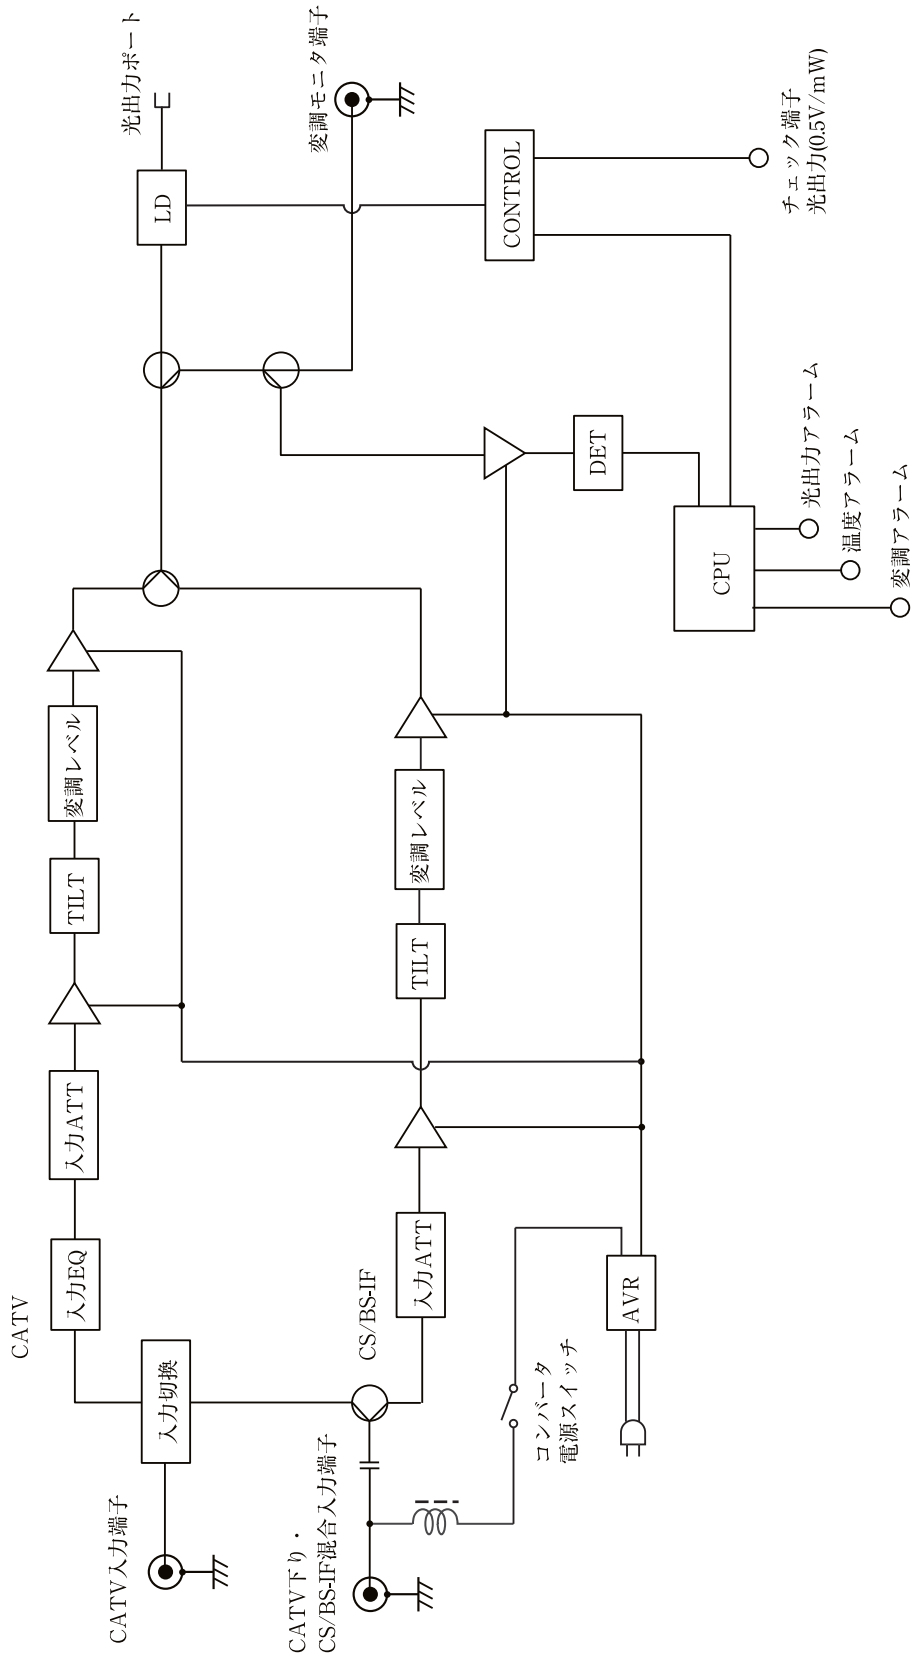 CATV入力端子
入力切換
CATV
入力EQ
入力ATT
TILT
変調レベル
LD
光出力ポート
変調モニタ端子
CATV下り・
CS/BS-IF混合入力端子
CS/BS-IF
入力ATT
TILT
変調レベル
コンバータ
電源スイッチ
AVR
DET
CPU
CONTROL
チェック端子
光出力(0.5V/mW)
光出力アラーム
温度アラーム
変調アラーム